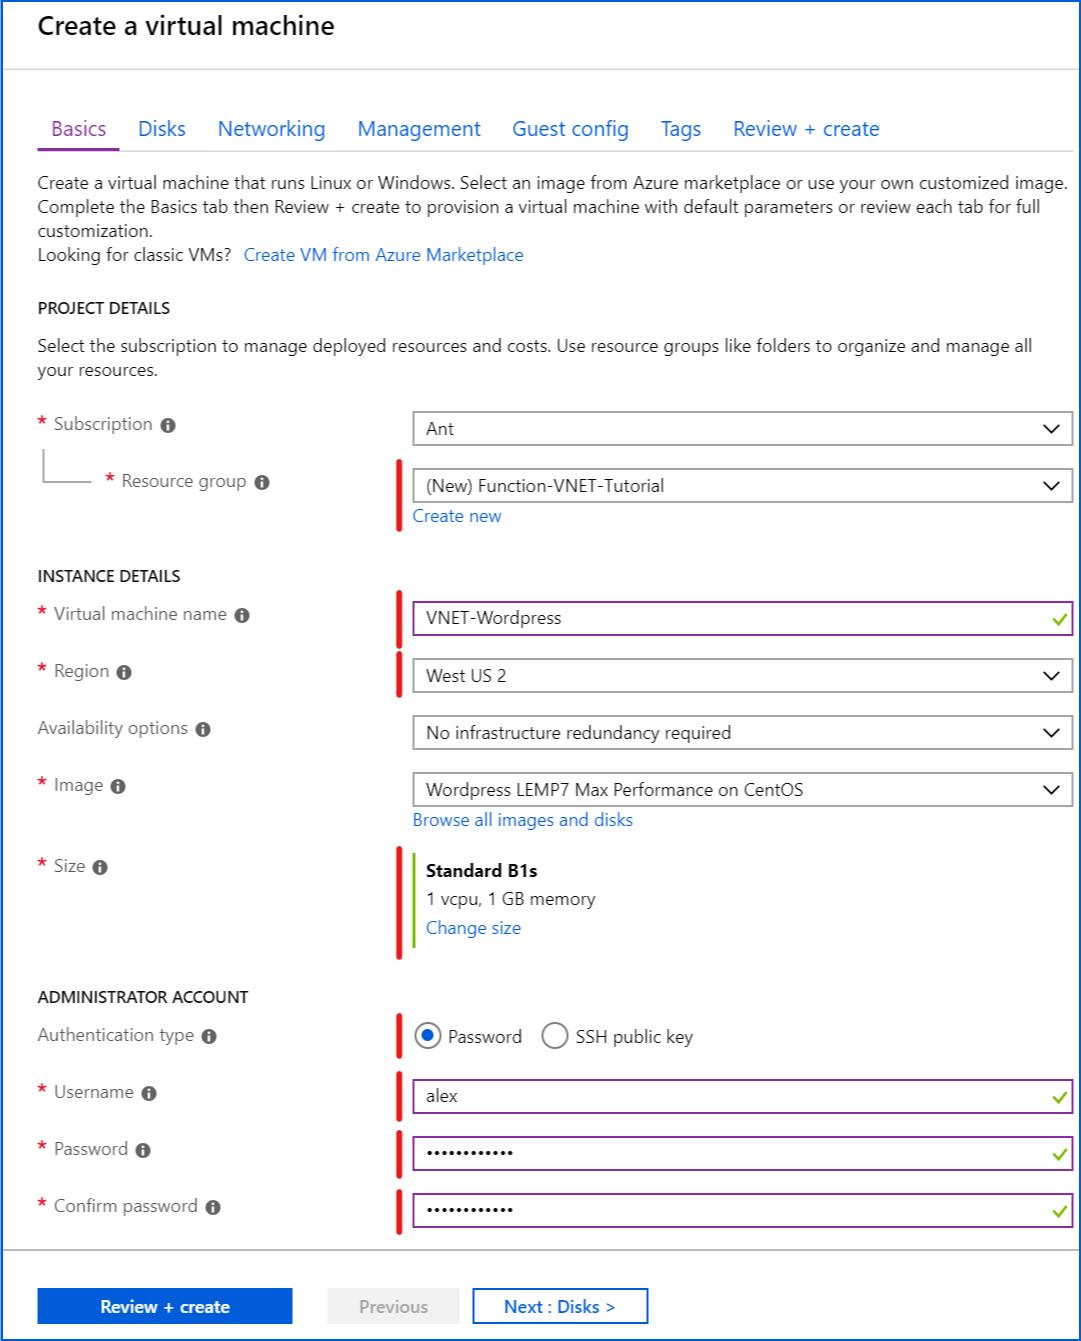 Create a virtual machine
Basics Disks Networking Management Guest config Tags Review + create
Create a virtual machine that runs Linux or Windows. Select an image from Azure marketplace or use your own customized image.
Complete the Basics tab then Review + create to provision a virtual machine with default parameters or review each tab for full
customization.
Looking for classic VMs? Create VM from Azure Marketplace
PROJECT DETAILS
Select the subscription to manage deployed resources and costs. Use resource groups like folders to organize and manage all
your resources.
* Subscription Ant
* Resource group (New) Function-VNET-Tutorial
Create new
INSTANCE DETAILS
* Virtual machine name VNET-Wordpress
* Region West US 2
Availability options No infrastructure redundancy required
* Image Wordpress LEMP7 Max Performance on CentOS
Browse all images and disks
* Size Standard B1s
1 vcpu, 1 GB memory
Change size
ADMINISTRATOR ACCOUNT
Authentication type Password SSH public key
* Username alex
* Password ••••••••••••
* Confirm password ••••••••••••
Review + create Previous Next : Disks >